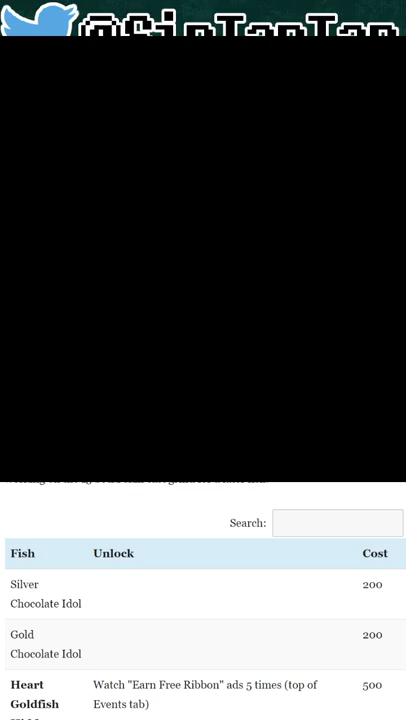 Search:
Fish Unlock Cost
Silver 200
Chocolate Idol
Gold 200
Chocolate Idol
Heart Watch "Earn Free Ribbon" ads 5 times (top of 500
Goldfish Events tab)